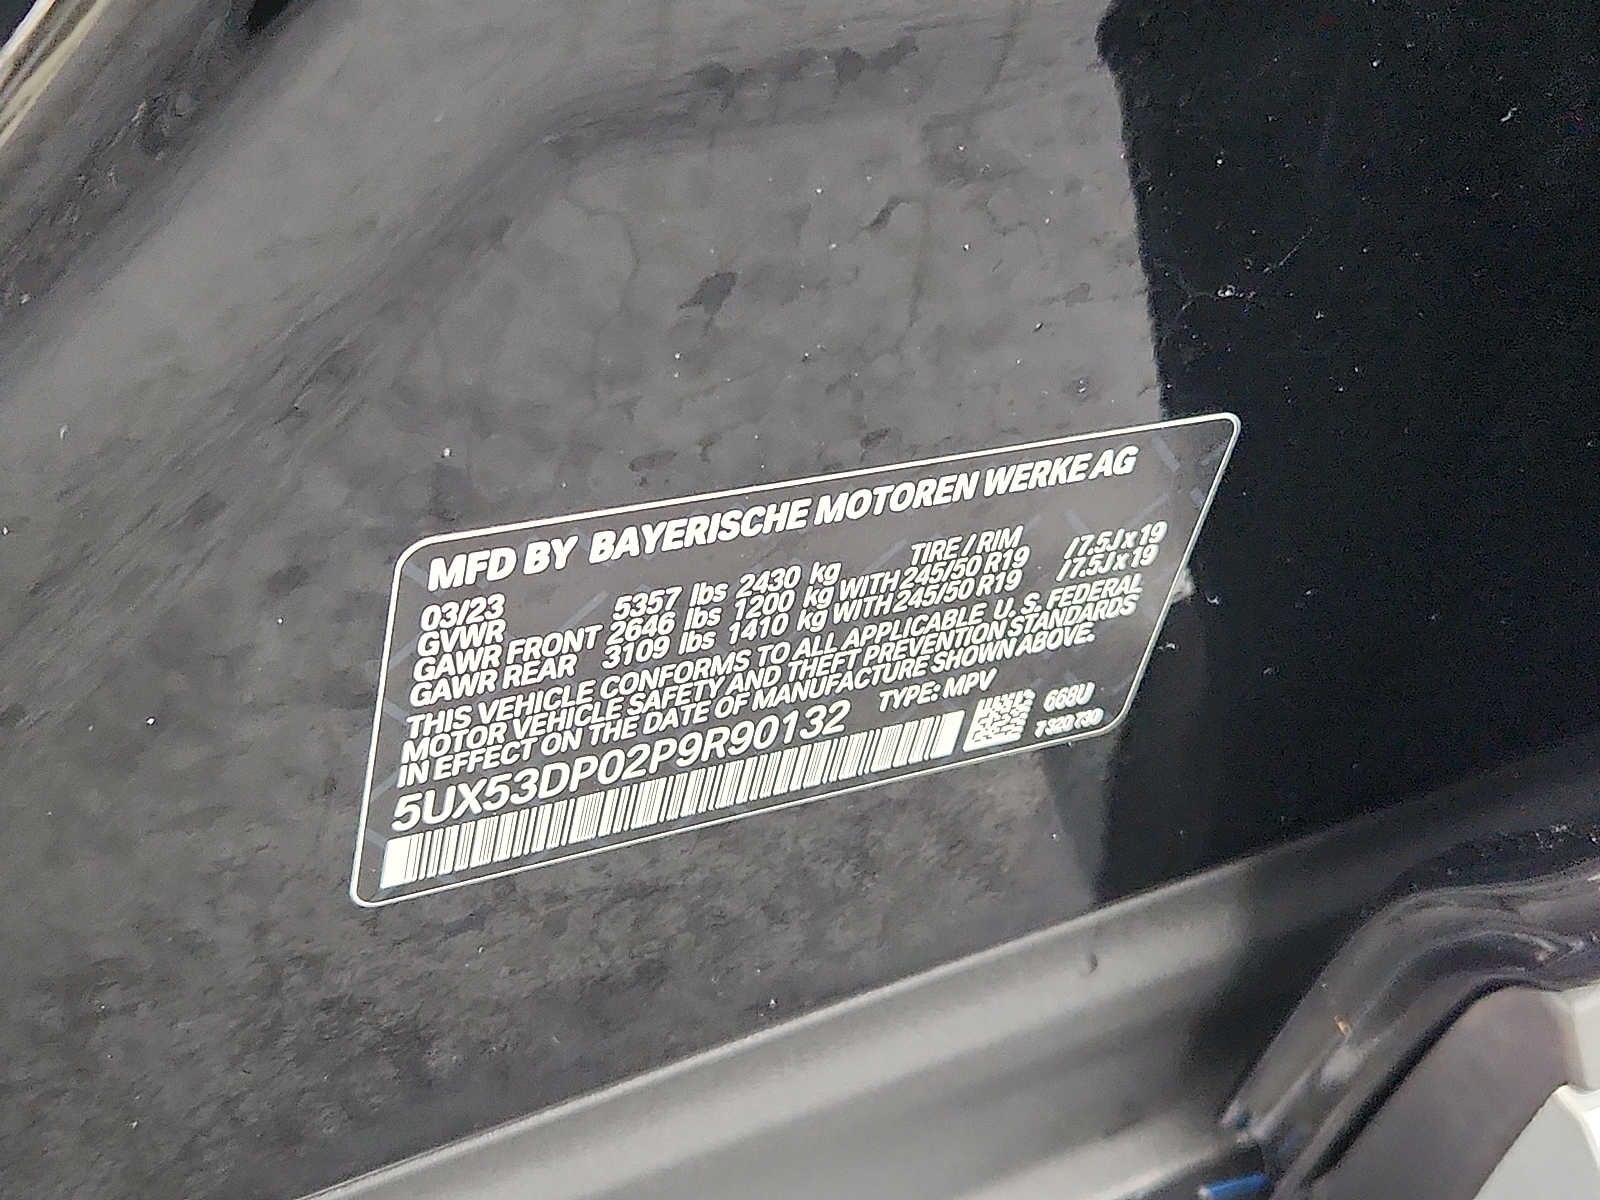 MFD BY BAYERISCHE MOTOREN WERKE AG
03/23 TIRE / RIM
GVWR 5357 lbs 2430 kg
GAWR FRONT 2646 lbs 1200 kg WITH 245/50 R19 / 7.5J x 19
GAWR REAR 3109 lbs 1410 kg WITH 245/50 R19 / 7.5J x 19
THIS VEHICLE CONFORMS TO ALL APPLICABLE U. S. FEDERAL
MOTOR VEHICLE SAFETY AND THEFT PREVENTION STANDARDS
IN EFFECT ON THE DATE OF MANUFACTURE SHOWN ABOVE.
5UX53DP02P9R90132 TYPE: MPV
668U
7 320 730